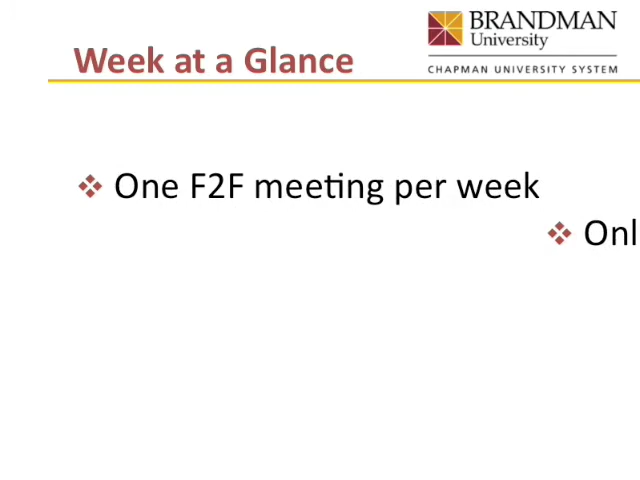 BRANDMAN
University
CHAPMAN UNIVERSITY SYSTEM
Week at a Glance
One F2F meeting per week
Onl